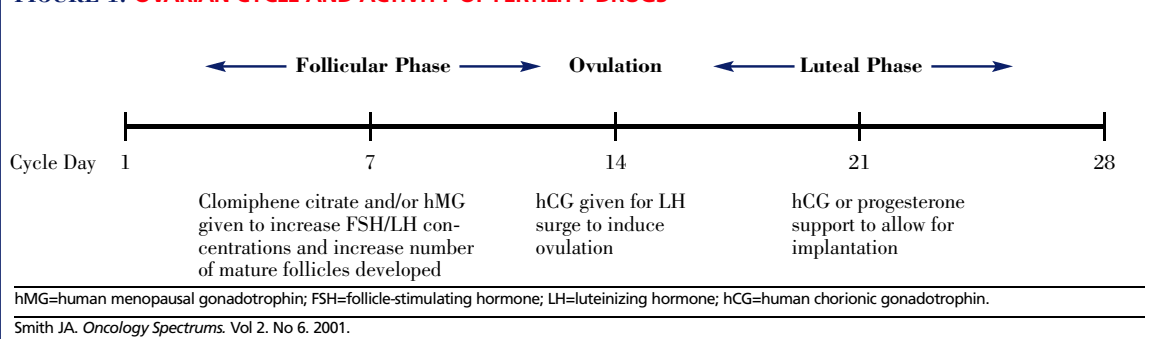 FIGURE 1. OVARIAN CYCLE AND ACTIVITY OF FERTILITY DRUGS
Follicular Phase Ovulation Luteal Phase
Cycle Day 1 7 14 21 28
Clomiphene citrate and/or hMG
given to increase FSH/LH con-
centrations and increase number
of mature follicles developed
hCG given for LH
surge to induce
ovulation
hCG or progesterone
support to allow for
implantation
hMG=human menopausal gonadotrophin; FSH=follicle-stimulating hormone; LH=luteinizing hormone; hCG=human chorionic gonadotrophin.
Smith JA. Oncology Spectrums. Vol 2. No 6. 2001.